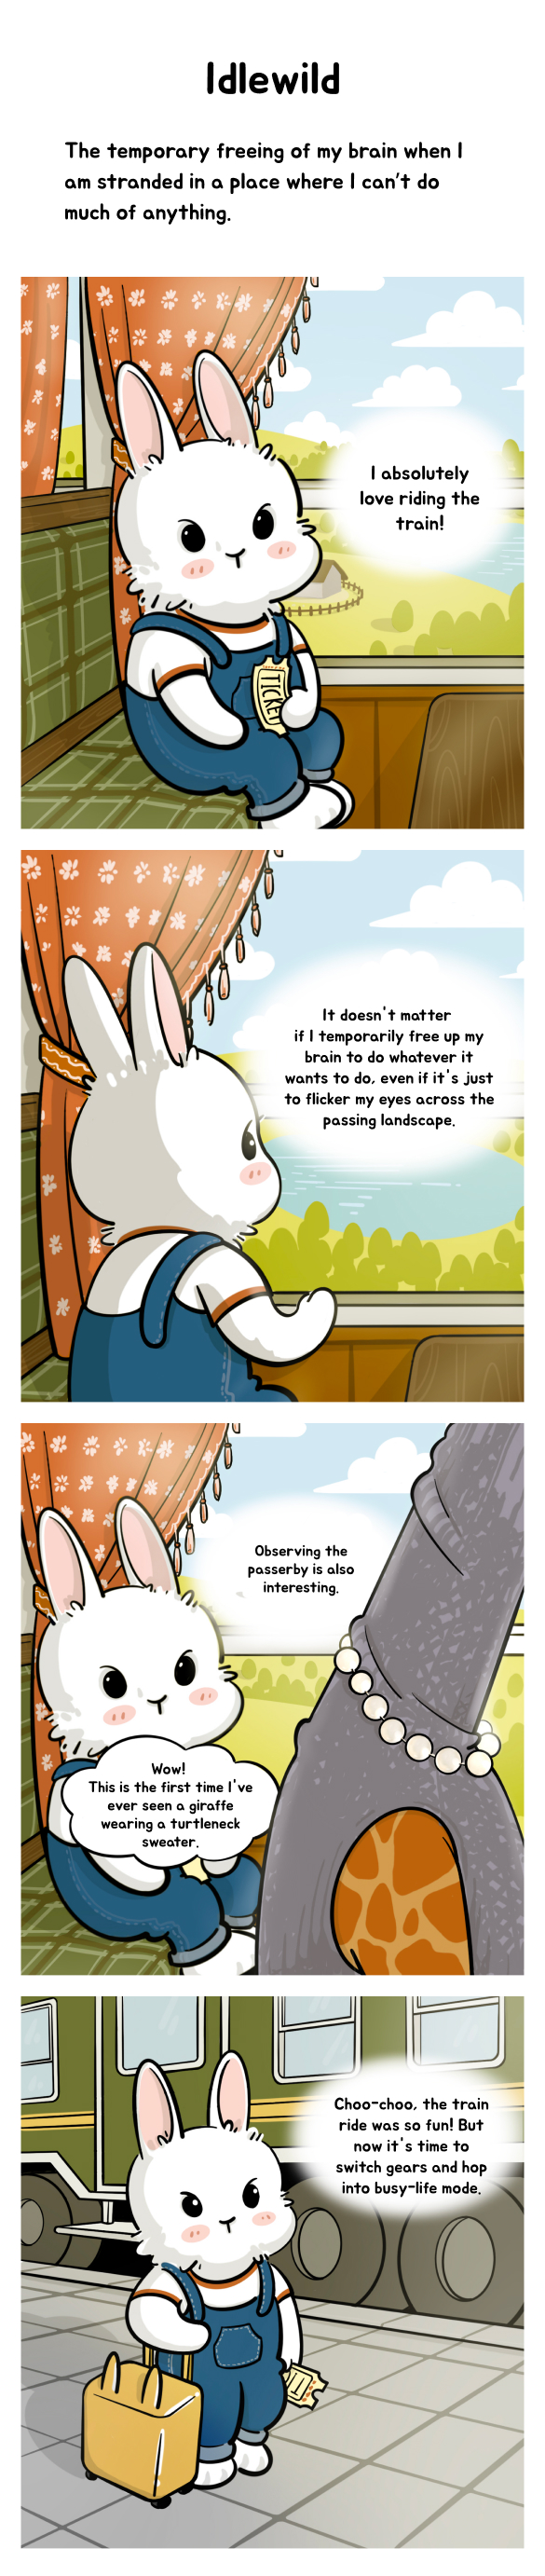 Idlewild
The temporary freeing of my brain when I
am stranded in a place where I can't do
much of anything.
I absolutely
love riding the
train!
TICKET
It doesn't matter
if I temporarily free up my
brain to do whatever it
wants to do, even if it's just
to flicker my eyes across the
passing landscape.
Observing the
passerby is also
interesting.
Wow!
This is the first time I've
ever seen a giraffe
wearing a turtleneck
sweater.
Choo-choo, the train
ride was so fun! But
now it's time to
switch gears and hop
into busy-life mode.